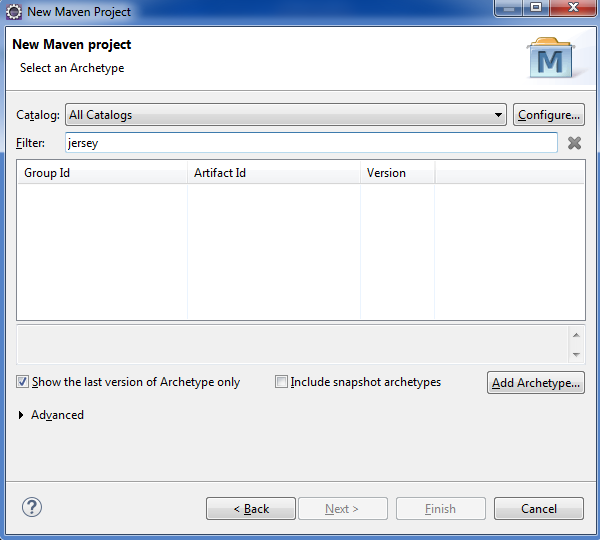 New Maven Project
New Maven project
Select an Archetype
M
Catalog: All Catalogs Configure...
Filter: jersey
Group Id Artifact Id Version
Show the last version of Archetype only Include snapshot archetypes Add Archetype...
Advanced
? < Back Next > Finish Cancel